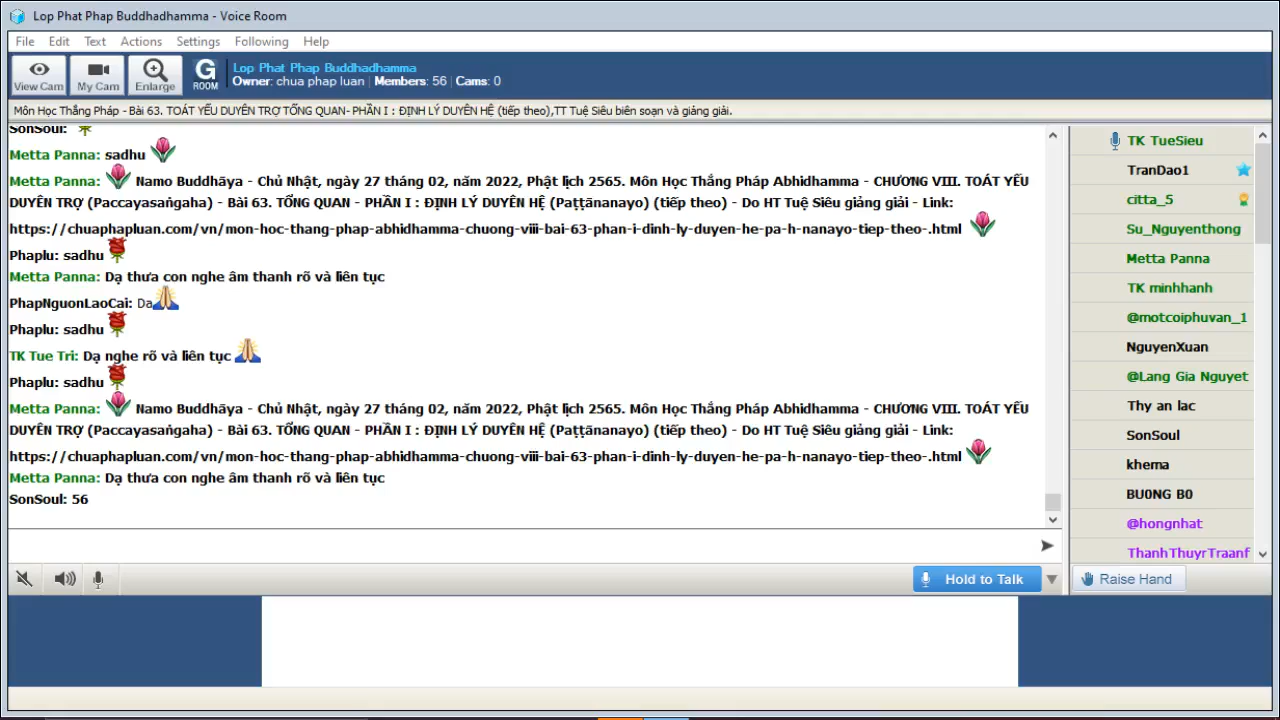 Lop Phat Phap Buddhadhamma - Voice Room
File Edit Text Actions Settings Following Help
View Cam
My Cam
Enlarge
G ROOM
Lop Phat Phap Buddhadhamma
Owner: chua phap luan | Members: 56 | Cams: 0
Môn Học Thắng Pháp - Bài 63. TOÁT YẾU DUYÊN TRỢ TỔNG QUAN- PHẦN I : ĐỊNH LÝ DUYÊN HỆ (tiếp theo),TT Tuệ Siêu biên soạn và giảng giải.
SonSoul:
Metta Panna: sadhu
Metta Panna: Namo Buddhāya - Chủ Nhật, ngày 27 tháng 02, năm 2022, Phật lịch 2565. Môn Học Thắng Pháp Abhidhamma - CHƯƠNG VIII. TOÁT YẾU
DUYÊN TRỢ (Paccayasaṅgaha) - Bài 63. TỔNG QUAN - PHẦN I : ĐỊNH LÝ DUYÊN HỆ (Paṭṭānanayo) (tiếp theo) - Do HT Tuệ Siêu giảng giải - Link:
https://chuaphapluan.com/vn/mon-hoc-thang-phap-abhidhamma-chuong-viii-bai-63-phan-i-dinh-ly-duyen-he-pa-h-nanayo-tiep-theo-.html
Phaplu: sadhu
Metta Panna: Dạ thưa con nghe âm thanh rõ và liên tục
PhapNguonLaoCai: Da
Phaplu: sadhu
TK Tue Tri: Dạ nghe rõ và liên tục
Phaplu: sadhu
Metta Panna: Namo Buddhāya - Chủ Nhật, ngày 27 tháng 02, năm 2022, Phật lịch 2565. Môn Học Thắng Pháp Abhidhamma - CHƯƠNG VIII. TOÁT YẾU
DUYÊN TRỢ (Paccayasaṅgaha) - Bài 63. TỔNG QUAN - PHẦN I : ĐỊNH LÝ DUYÊN HỆ (Paṭṭānanayo) (tiếp theo) - Do HT Tuệ Siêu giảng giải - Link:
https://chuaphapluan.com/vn/mon-hoc-thang-phap-abhidhamma-chuong-viii-bai-63-phan-i-dinh-ly-duyen-he-pa-h-nanayo-tiep-theo-.html
Metta Panna: Dạ thưa con nghe âm thanh rõ và liên tục
SonSoul: 56
TK TueSieu
TranDao1
citta_5
Su_Nguyenthong
Metta Panna
TK minhhanh
@motcoiphuvan_1
NguyenXuan
@Lang Gia Nguyet
Thy an lac
SonSoul
khema
BU0NG B0
@hongnhat
ThanhThuyrTraanf
Hold to Talk
Raise Hand